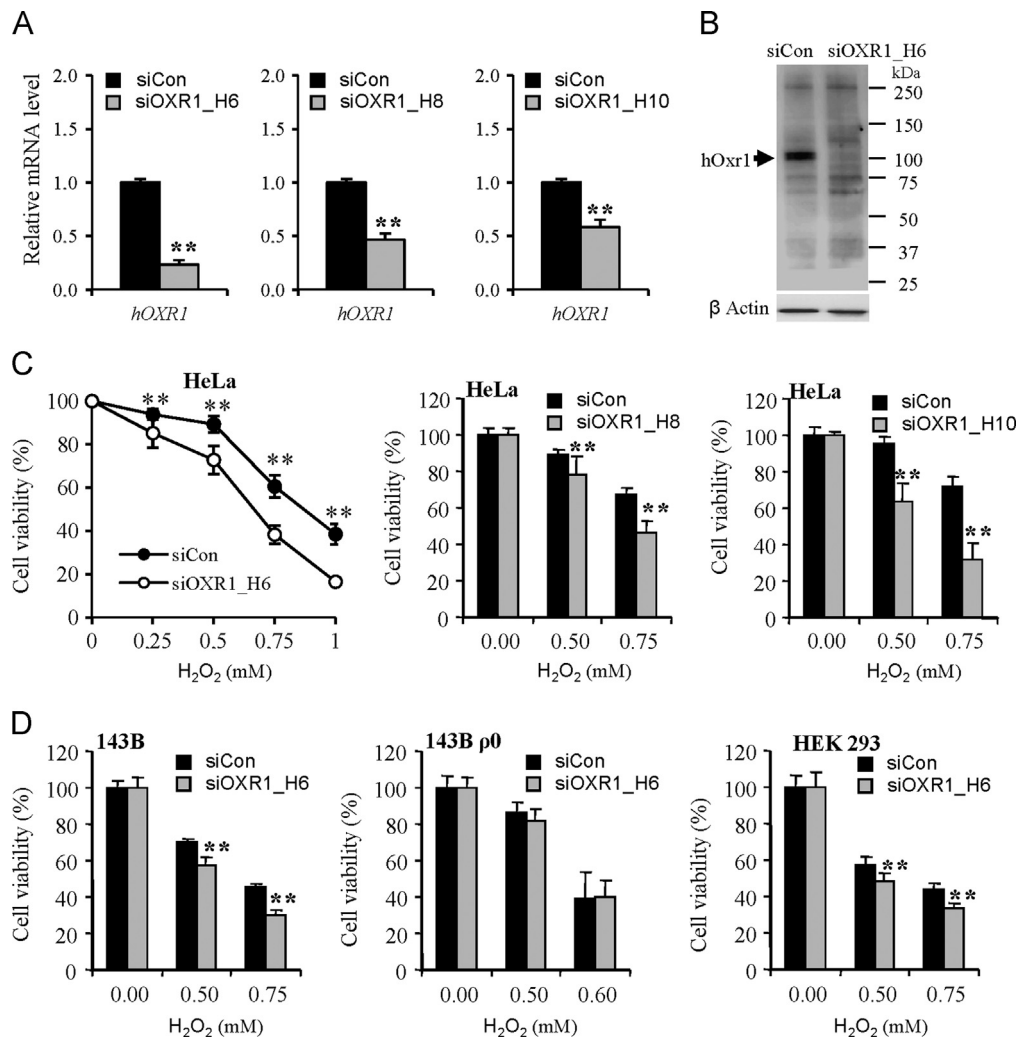 A
Relative mRNA level
2.0
1.5
1.0
0.5
0.0
siCon
siOXR1_H6
**
hOXR1
2.0
1.5
1.0
0.5
0.0
siCon
siOXR1_H8
**
hOXR1
2.0
1.5
1.0
0.5
0.0
siCon
siOXR1_H10
**
hOXR1
B
siCon siOXR1_H6
kDa
250
150
hOxr1
100
75
50
37
25
β Actin
C
HeLa
Cell viability (%)
100
80
60
40
20
0
** ** ** **
siCon
siOXR1_H6
0 0.25 0.5 0.75 1
H₂O₂ (mM)
HeLa
Cell viability (%)
120
100
80
60
40
20
0
siCon
siOXR1_H8
** **
0.00 0.50 0.75
H₂O₂ (mM)
HeLa
Cell viability (%)
120
100
80
60
40
20
0
siCon
siOXR1_H10
** **
0.00 0.50 0.75
H₂O₂ (mM)
D
143B
Cell viability (%)
120
100
80
60
40
20
0
siCon
siOXR1_H6
** **
0.00 0.50 0.75
H₂O₂ (mM)
143B ρ0
Cell viability (%)
120
100
80
60
40
20
0
siCon
siOXR1_H6
0.00 0.50 0.60
H₂O₂ (mM)
HEK 293
Cell viability (%)
120
100
80
60
40
20
0
siCon
siOXR1_H6
** **
0.00 0.50 0.75
H₂O₂ (mM)